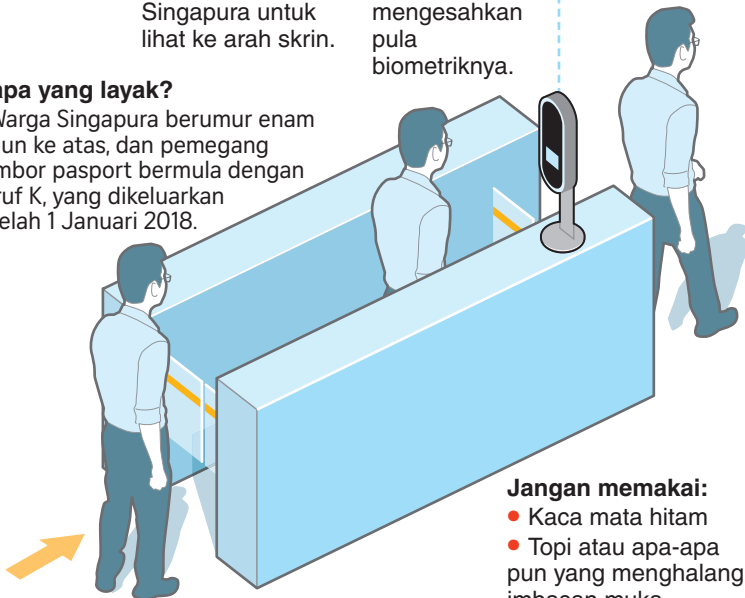 Singapura untuk
lihat ke arah skrin.
mengesahkan
pula
biometriknya.
apa yang layak?
Warga Singapura berumur enam
un ke atas, dan pemegang
mbor pasport bermula dengan
ruf K, yang dikeluarkan
elah 1 Januari 2018.
Jangan memakai:
• Kaca mata hitam
• Topi atau apa-apa
pun yang menghalang
imbasan muka